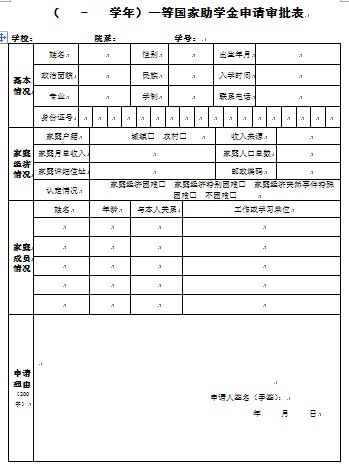 （ － 学年）一等国家助学金申请审批表
学校： 院系： 学号：
基本情况
姓名 性别 出生年月
政治面貌 民族 入学时间
专业 学制 联系电话
身份证号
家庭经济情况
家庭户籍 城镇口 农村口 收入来源
家庭月总收入 家庭人口总数
家庭详细住址 邮政编码
认定情况 家庭经济困难口 家庭经济特别困难口 家庭经济突然事件特殊
困难口 不困难口
家庭成员情况
姓名 年龄 与本人关系 工作或学习单位
申请理由
（200字）
申请人签名（手签）：
年 月 日